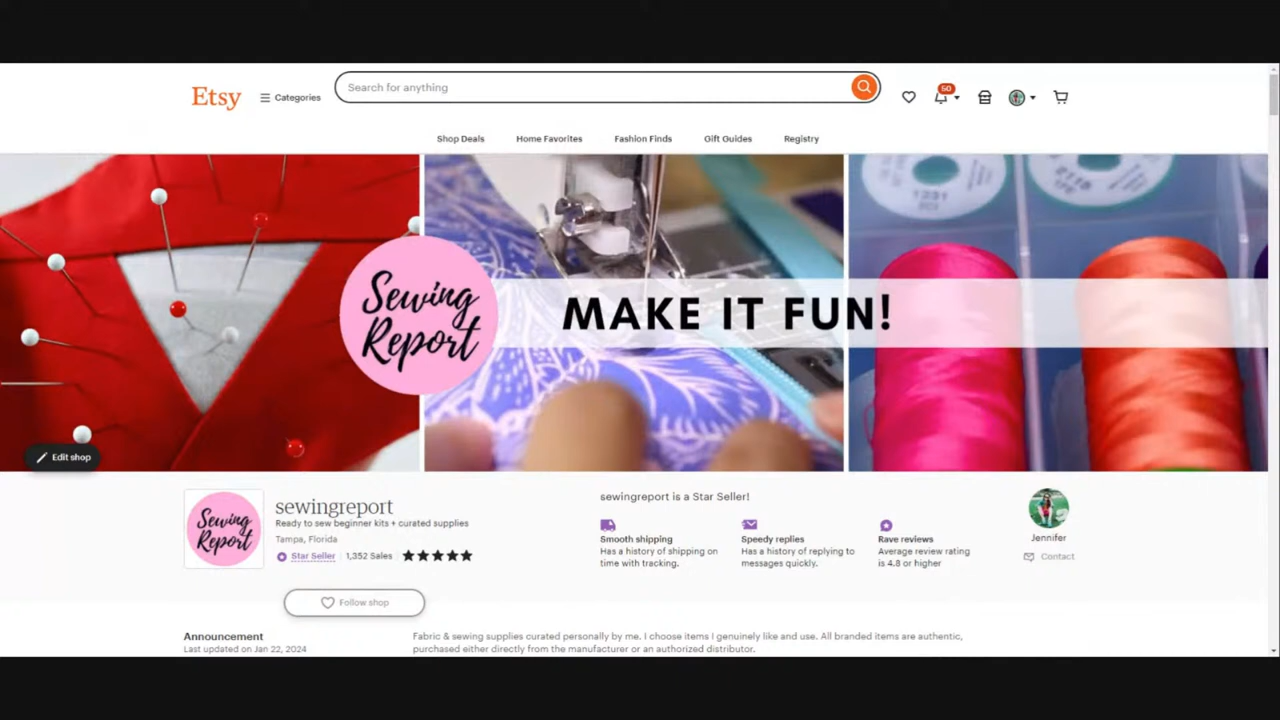 Etsy
Categories
Search for anything
50
Shop Deals
Home Favorites
Fashion Finds
Gift Guides
Registry
1231
2116
Sewing
Report
MAKE IT FUN!
Edit shop
Sewing
Report
sewingreport
Ready to sew beginner kits + curated supplies
Tampa, Florida
Star Seller 1,352 Sales
Follow shop
sewingreport is a Star Seller!
Smooth shipping
Has a history of shipping on
time with tracking.
Speedy replies
Has a history of replying to
messages quickly.
Rave reviews
Average review rating
is 4.8 or higher
Jennifer
Contact
Announcement
Last updated on Jan 22, 2024
Fabric & sewing supplies curated personally by me. I choose items I genuinely like and use. All branded items are authentic,
purchased either directly from the manufacturer or an authorized distributor.